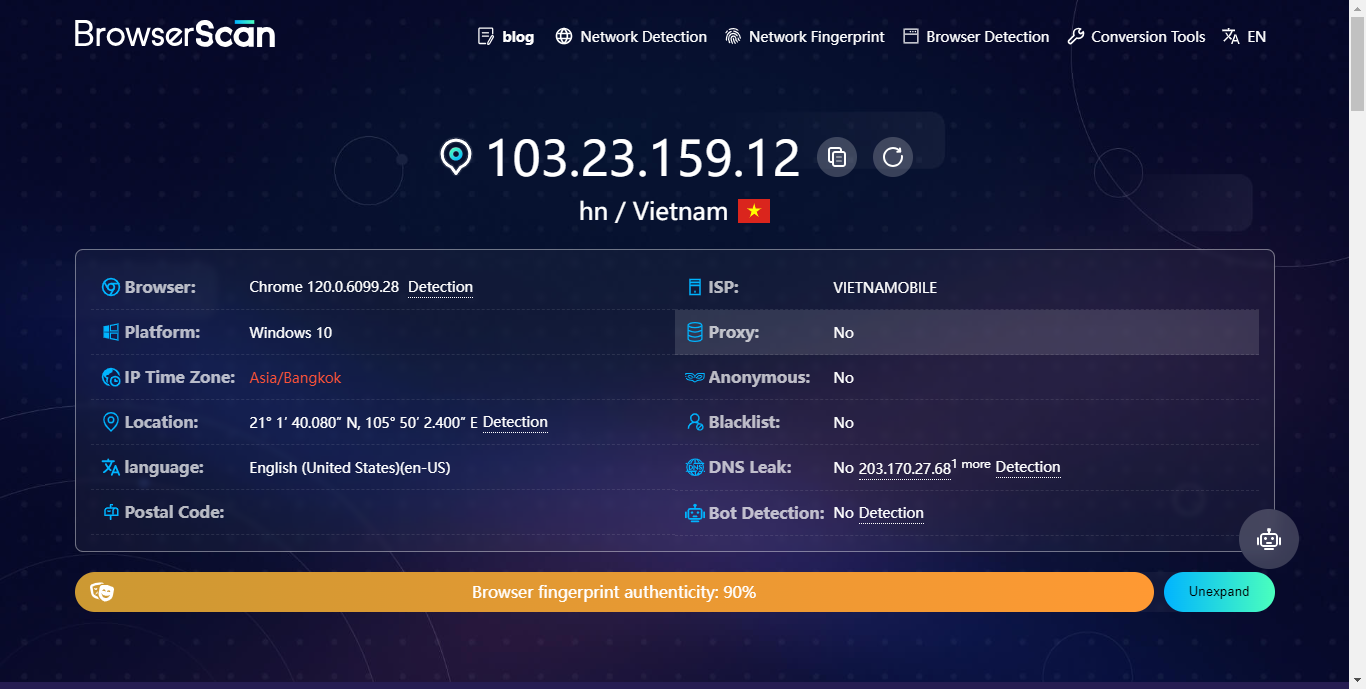 BrowserScan
blog Network Detection Network Fingerprint Browser Detection Conversion Tools EN
103.23.159.12
hn / Vietnam
Browser: Chrome 120.0.6099.28 Detection
Platform: Windows 10
IP Time Zone: Asia/Bangkok
Location: 21° 1′ 40.080″ N, 105° 50′ 2.400″ E Detection
language: English (United States)(en-US)
Postal Code:
ISP: VIETNAMOBILE
Proxy: No
Anonymous: No
Blacklist: No
DNS Leak: No 203.170.27.68 1 more Detection
Bot Detection: No Detection
Browser fingerprint authenticity: 90%
Unexpand